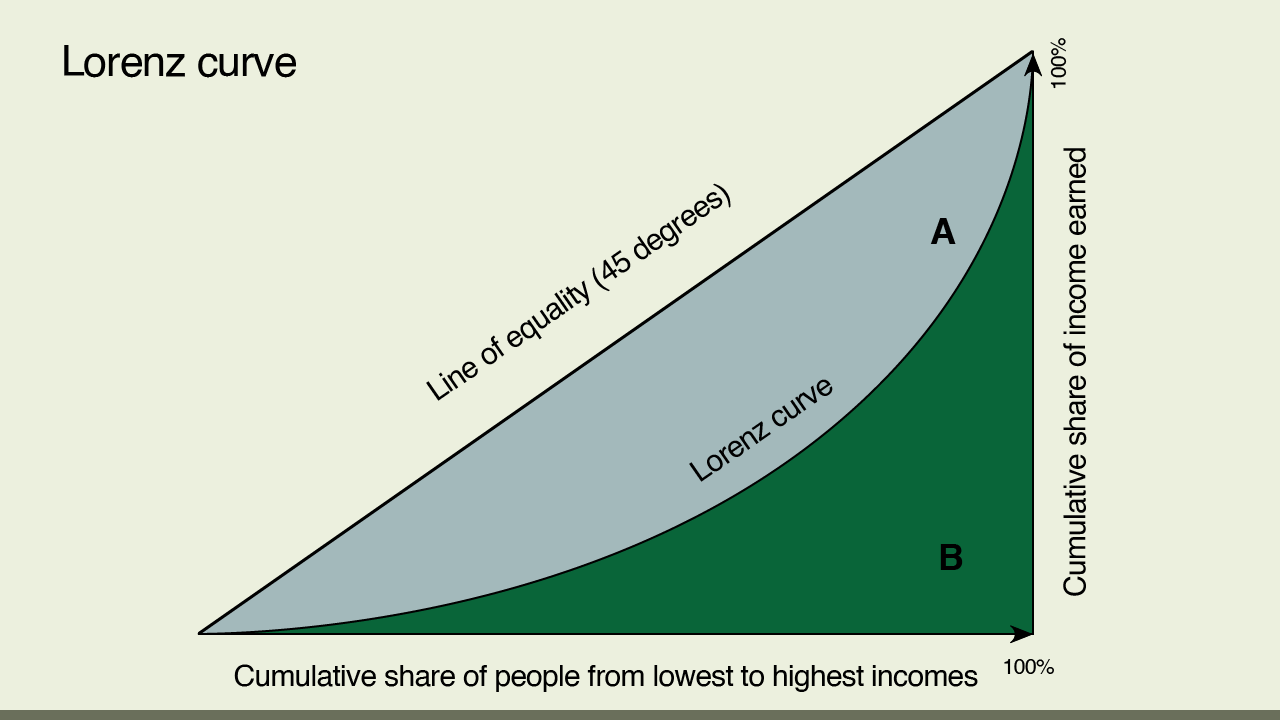 Lorenz curve
100%
Line of equality (45 degrees)
A
Cumulative share of income earned
Lorenz curve
B
Cumulative share of people from lowest to highest incomes
100%